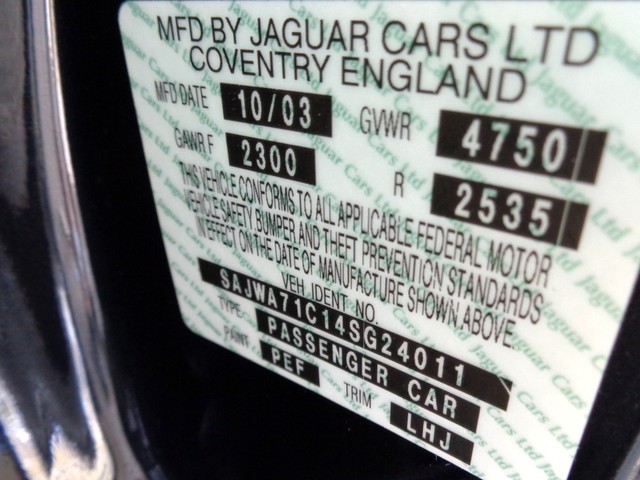 MFD BY JAGUAR CARS LTD
COVENTRY ENGLAND
MFD DATE 10/03 GVWR 4750
GAWR F 2300 R 2535
THIS VEHICLE CONFORMS TO ALL APPLICABLE FEDERAL MOTOR
VEHICLE SAFETY, BUMPER AND THEFT PREVENTION STANDARDS
IN EFFECT ON THE DATE OF MANUFACTURE SHOWN ABOVE.
VEH. IDENT NO.
SAJWA71C14SG24011
TYPE PASSENGER CAR
PAINT PEF TRIM LHJ